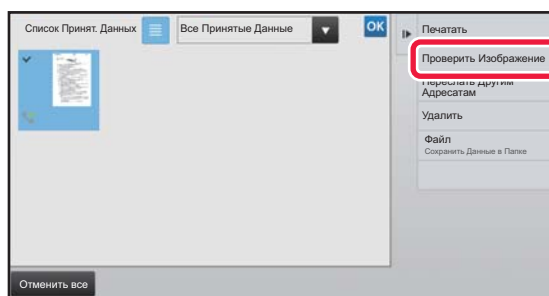 Список Принят. Данных
Все Принятые Данные
OK
Печатать
Проверить Изображение
Переслать Другим
Адресатам
Удалить
Файл
Сохранить Данные в Папке
Отменить все